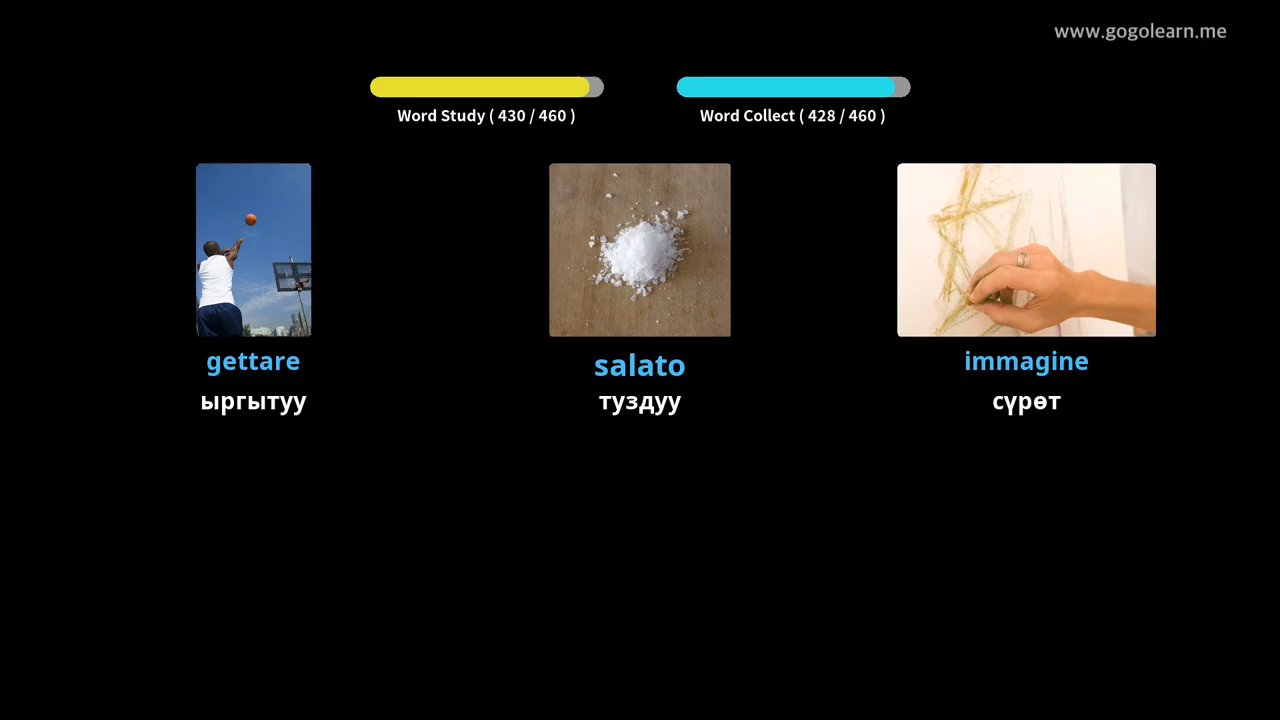 www.gogolearn.me
Word Study ( 430 / 460 )
Word Collect ( 428 / 460 )
gettare
ыргытуу
salato
туздуу
immagine
сүрөт